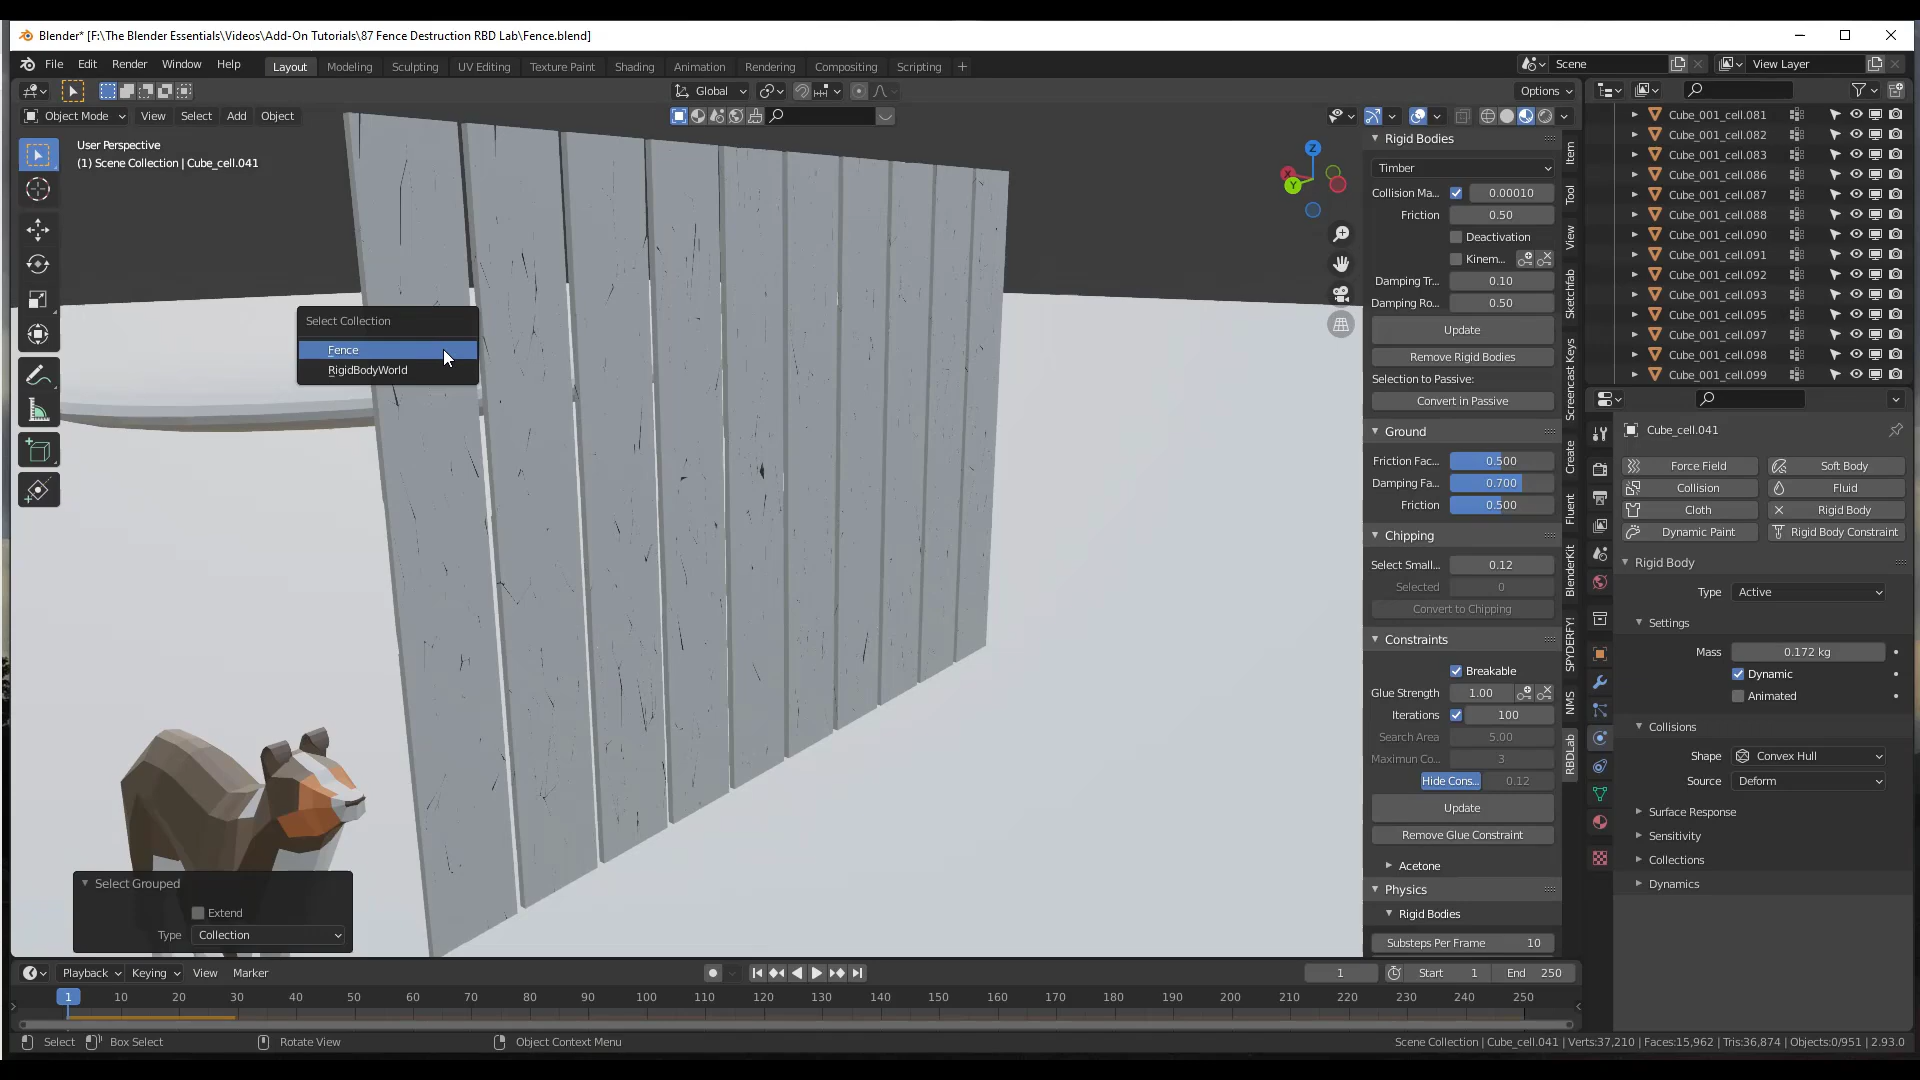 Blender* [F:\The Blender Essentials\Videos\Add-On Tutorials\87 Fence Destruction RBD Lab\Fence.blend]
File Edit Render Window Help
Layout Modeling Sculpting UV Editing Texture Paint Shading Animation Rendering Compositing Scripting +
Scene
View Layer
Global
Options
Object Mode View Select Add Object
User Perspective
(1) Scene Collection | Cube_cell.041
Z
X
Y
Select Collection
Fence
RigidBodyWorld
Select Grouped
Extend
Type Collection
Rigid Bodies
Timber
Collision Ma... 0.00010
Friction 0.50
Deactivation
Kinem...
Damping Tr... 0.10
Damping Ro... 0.50
Update
Remove Rigid Bodies
Selection to Passive:
Convert in Passive
Ground
Friction Fac... 0.500
Damping Fa... 0.700
Friction 0.500
Chipping
Select Small... 0.12
Selected 0
Convert to Chipping
Constraints
Breakable
Glue Strength 1.00
Iterations 100
Search Area 5.00
Maximun Co... 3
Hide Cons... 0.12
Update
Remove Glue Constraint
Acetone
Physics
Rigid Bodies
Substeps Per Frame 10
Item
Tool
View
Sketchfab
Screencast Keys
Create
Fluent
BlenderKit
SPYDERFY!
NMS
RBDLab
Cube_001_cell.081
Cube_001_cell.082
Cube_001_cell.083
Cube_001_cell.086
Cube_001_cell.087
Cube_001_cell.088
Cube_001_cell.090
Cube_001_cell.091
Cube_001_cell.092
Cube_001_cell.093
Cube_001_cell.095
Cube_001_cell.097
Cube_001_cell.098
Cube_001_cell.099
Cube_cell.041
Force Field Soft Body
Collision Fluid
Cloth Rigid Body
Dynamic Paint Rigid Body Constraint
Rigid Body
Type Active
Settings
Mass 0.172 kg
Dynamic
Animated
Collisions
Shape Convex Hull
Source Deform
Surface Response
Sensitivity
Collections
Dynamics
Playback Keying View Marker
1 Start 1 End 250
1 10 20 30 40 50 60 70 80 90 100 110 120 130 140 150 160 170 180 190 200 210 220 230 240 250
Select Box Select Rotate View Object Context Menu
Scene Collection | Cube_cell.041 | Verts:37,210 | Faces:15,962 | Tris:36,874 | Objects:0/951 | 2.93.0